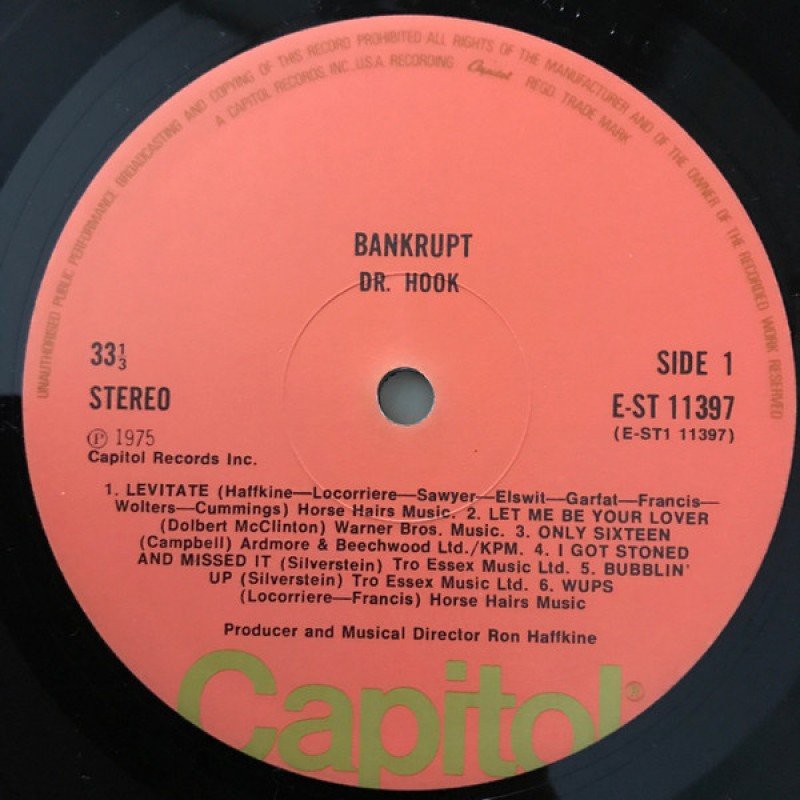 UNAUTHORISED PUBLIC PERFORMANCE, BROADCASTING AND COPYING OF THIS RECORD PROHIBITED ALL RIGHTS OF THE MANUFACTURER AND OF THE OWNER OF THE RECORDED WORK RESERVED
A CAPITOL RECORDS, INC. U.S.A. RECORDING Capitol REGD. TRADE MARK
BANKRUPT
DR. HOOK
33⅓
STEREO
Ⓟ 1975
Capitol Records Inc.
SIDE 1
E-ST 11397
(E-ST1 11397)
1. LEVITATE (Haffkine—Locorriere—Sawyer—Elswit—Garfat—Francis—
Wolters—Cummings) Horse Hairs Music. 2. LET ME BE YOUR LOVER
(Dolbert McClinton) Warner Bros. Music. 3. ONLY SIXTEEN
(Campbell) Ardmore & Beechwood Ltd./KPM. 4. I GOT STONED
AND MISSED IT (Silverstein) Tro Essex Music Ltd. 5. BUBBLIN'
UP (Silverstein) Tro Essex Music Ltd. 6. WUPS
(Locorriere—Francis) Horse Hairs Music
Producer and Musical Director Ron Haffkine
Capitol®